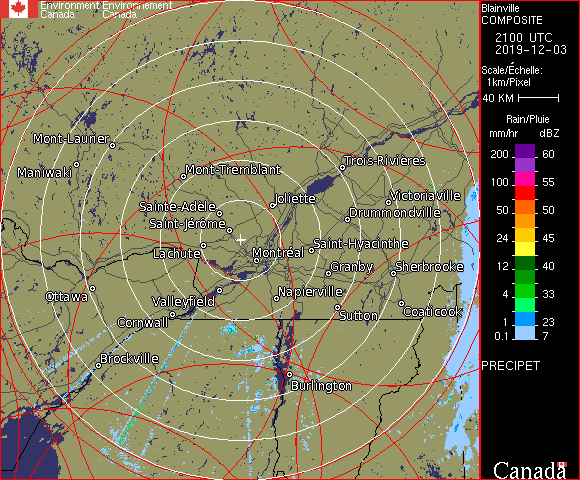 Environment Environnement
Canada Canada
Blainville
COMPOSITE
2100 UTC
2019-12-03
Scale/Échelle:
1km/Pixel
40 KM
Rain/Pluie
mm/hr dBZ
200 60
100 55
50 50
24 45
12 40
4 33
1 23
0.1 7
PRECIPET
Canada
Mont-Laurier
Maniwaki
Mont-Tremblant
Trois-Rivières
Joliette
Victoriaville
Sainte-Adèle
Drummondville
Saint-Jérôme
Saint-Hyacinthe
Lachute
Montréal
Granby
Sherbrooke
Ottawa
Valleyfield
Napierville
Cornwall
Sutton
Coaticook
Brockville
Burlington